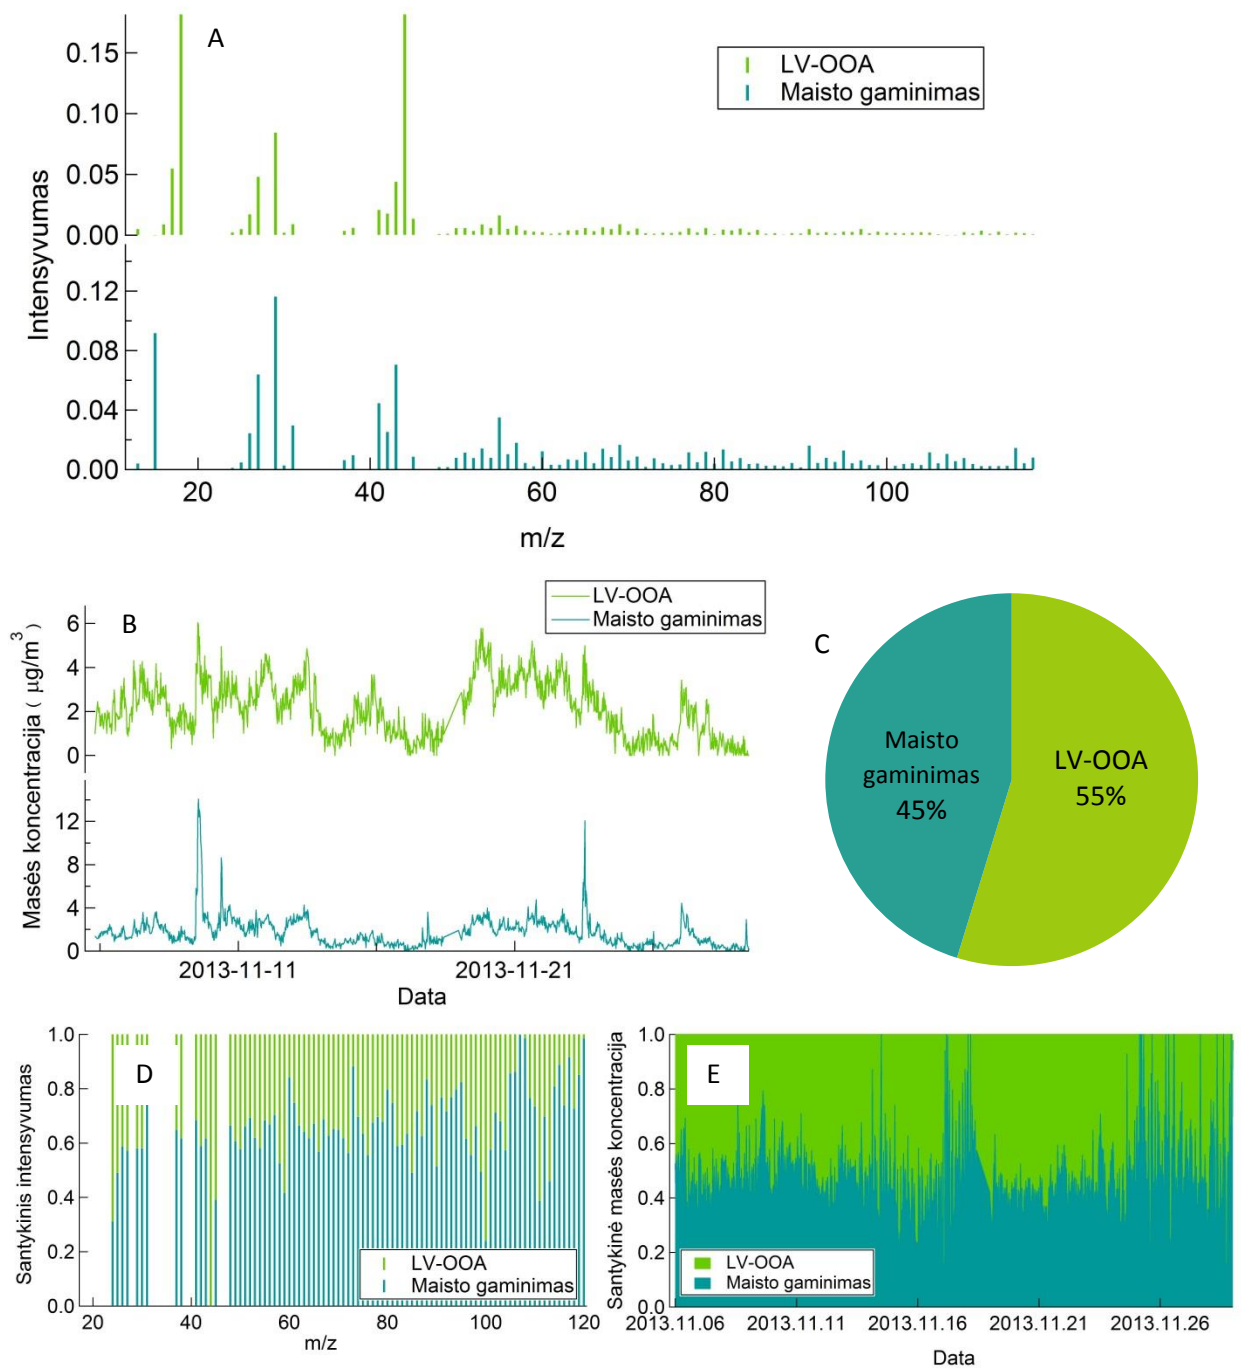 A
LV-OOA
Maisto gaminimas
Intensyvumas
0.15
0.10
0.05
0.00
0.12
0.08
0.04
0.00
20 40 60 80 100
m/z
B
LV-OOA
Maisto gaminimas
Masės koncentracija ( µg/m³ )
6
4
2
0
12
8
4
0
2013-11-11 2013-11-21
Data
C
Maisto
gaminimas
45%
LV-OOA
55%
D
Santykinis intensyvumas
1.0
0.8
0.6
0.4
0.2
0.0
LV-OOA
Maisto gaminimas
20 40 60 80 100 120
m/z
E
Santykinė masės koncentracija
1.0
0.8
0.6
0.4
0.2
0.0
LV-OOA
Maisto gaminimas
2013.11.06 2013.11.11 2013.11.16 2013.11.21 2013.11.26
Data